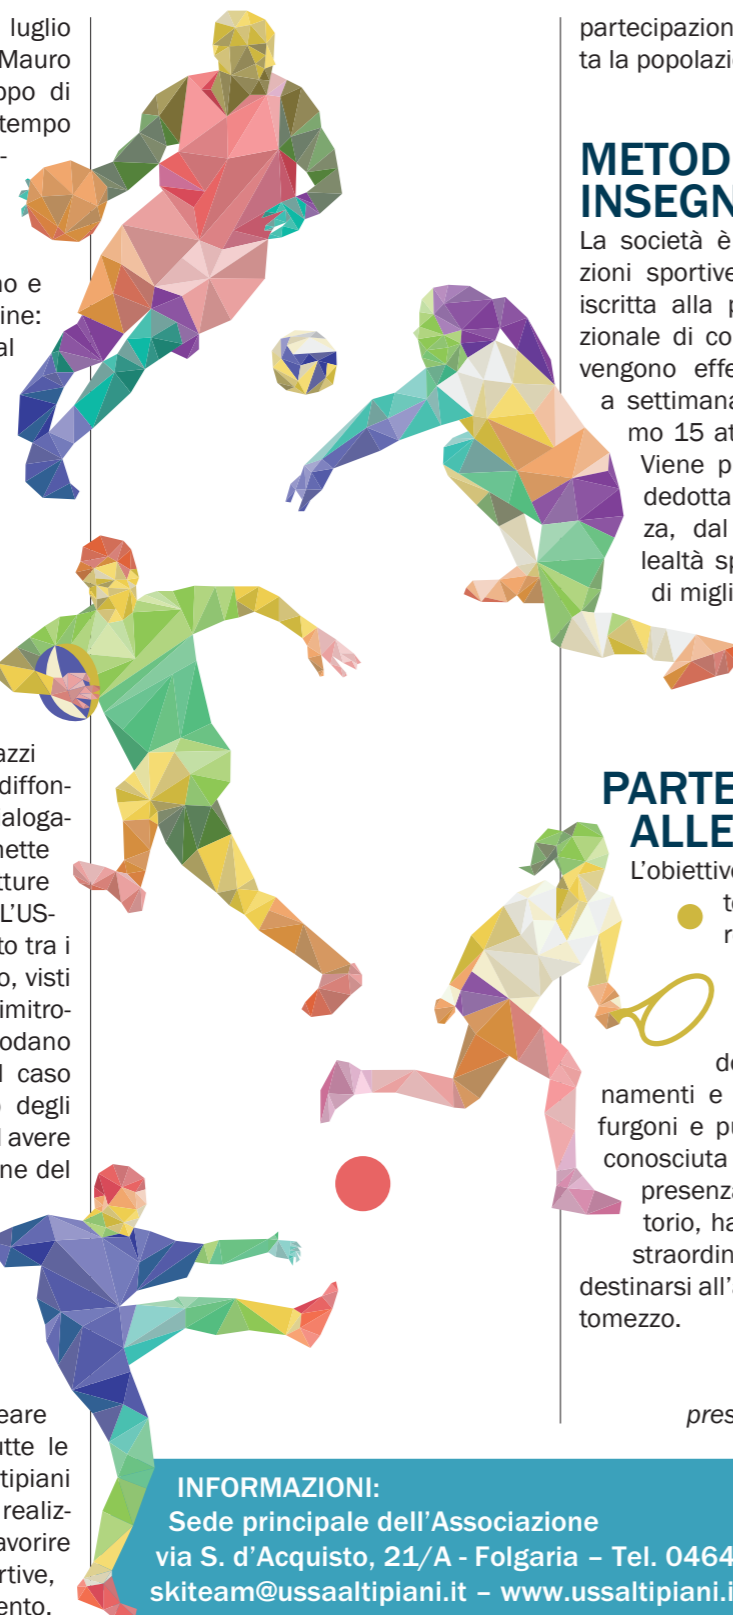 luglio
Mauro
ppo di
tempo
-
no e
ine:
al
azzi
diffon-
aloga-
nette
tture
L'US-
to tra i
o, visti
imitro-
odano
l caso
degli
l avere
ne del
eare
utte le
tipiani
realiz-
avorire
rtive,
ento.
partecipazion
ta la popolazi
METOD
INSEGN
La società è
zioni sportive
iscritta alla p
zionale di co
vengono effe
a settimana
mo 15 at
Viene p
dedotta
za, dal
lealtà sp
di migli
PARTE
ALLE
L'obiettivo
te
r
de
namenti e
furgoni e pu
conosciuta
presenza
torio, ha
straordin
destinarsi all'a
tomezzo.
pres
INFORMAZIONI:
Sede principale dell'Associazione
via S. d'Acquisto, 21/A - Folgaria – Tel. 0464
skiteam@ussaaltipiani.it – www.ussaltipiani.i